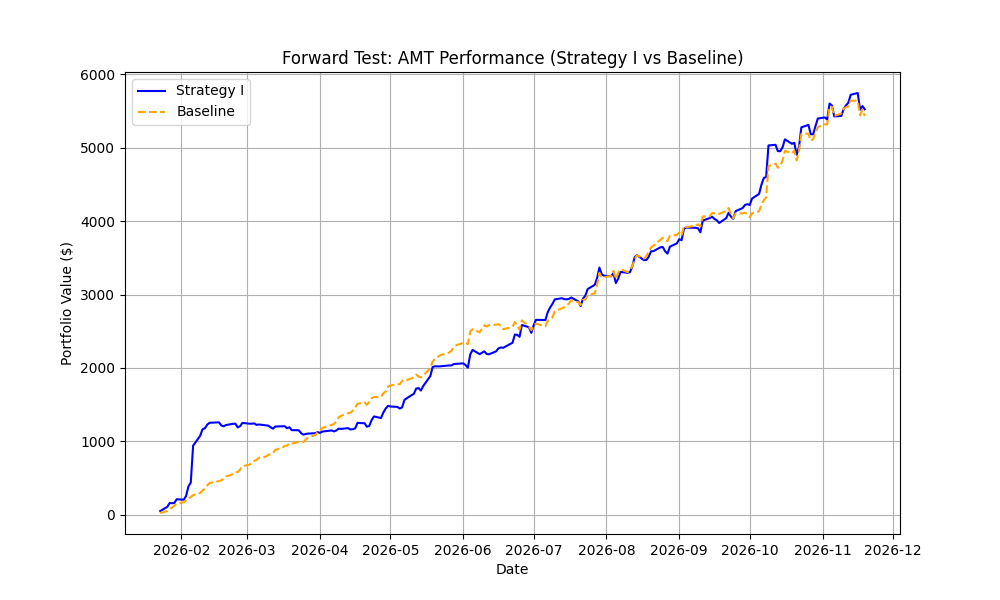 Forward Test: AMT Performance (Strategy I vs Baseline)
Strategy I
Baseline
6000
5000
4000
3000
2000
1000
0
Portfolio Value ($)
2026-02 2026-03 2026-04 2026-05 2026-06 2026-07 2026-08 2026-09 2026-10 2026-11 2026-12
Date